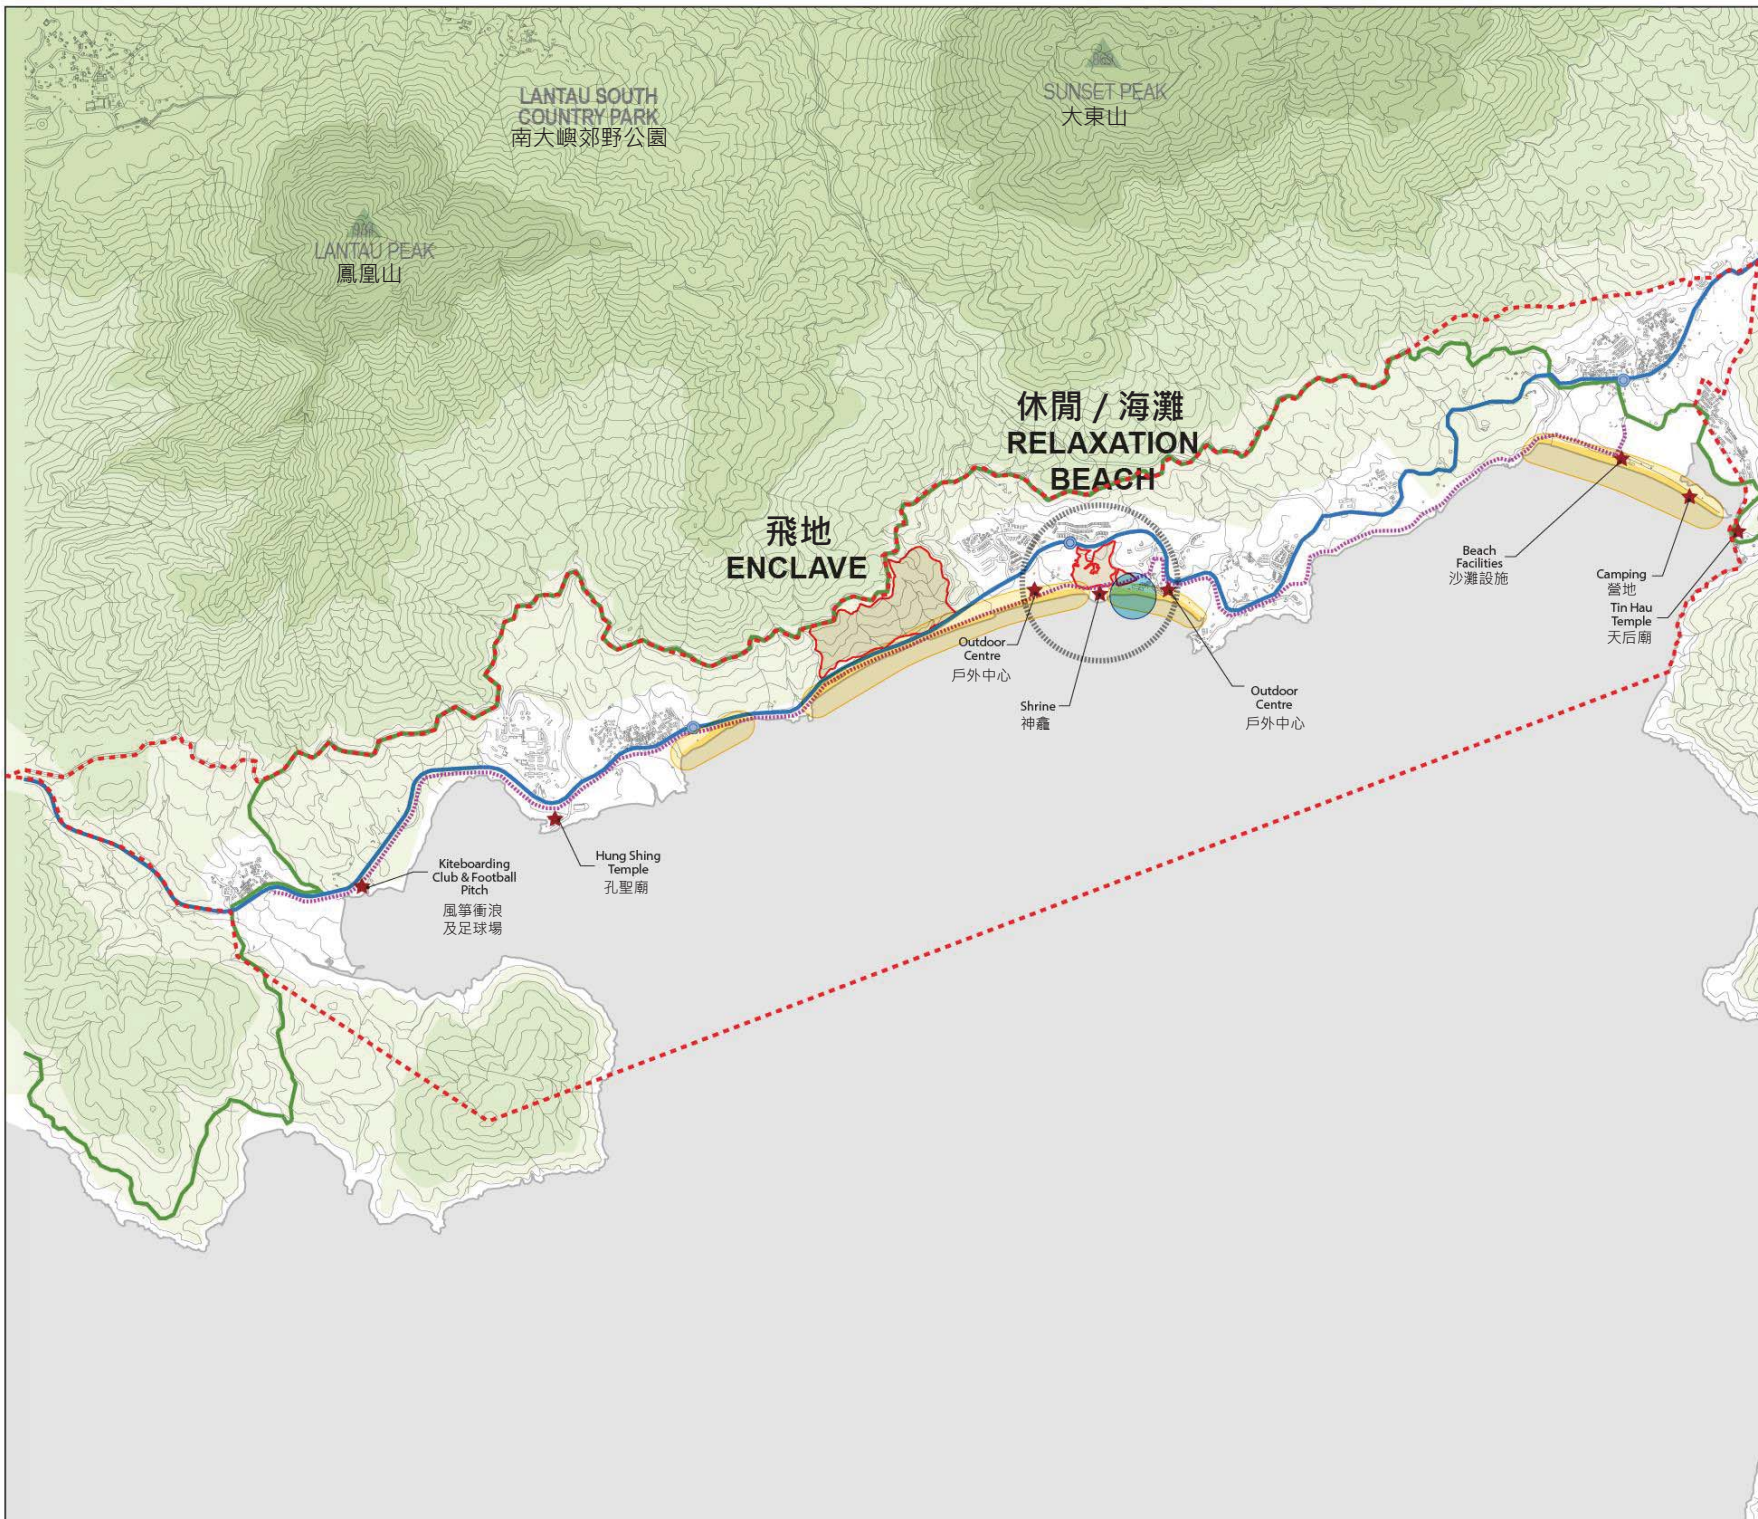 LANTAU SOUTH
COUNTRY PARK
南大嶼郊野公園
SUNSET PEAK
大東山
LANTAU PEAK
鳳凰山
休閒 / 海灘
RELAXATION
BEACH
飛地
ENCLAVE
Outdoor
Centre
戶外中心
Shrine
神龕
Outdoor
Centre
戶外中心
Beach
Facilities
沙灘設施
Camping
營地
Tin Hau
Temple
天后廟
Hung Shing
Temple
孔聖廟
Kiteboarding
Club & Football
Pitch
風箏衝浪
及足球場